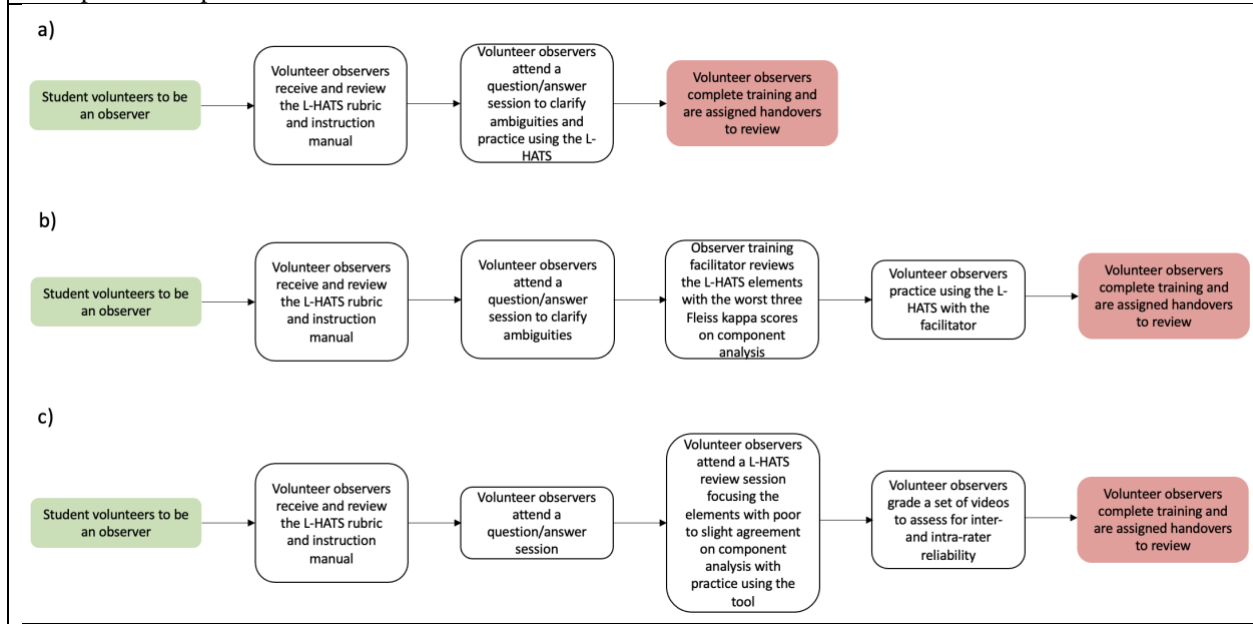 a)
Student volunteers to be
an observer
Volunteer observers
receive and review
the L-HATS rubric
and instruction
manual
Volunteer observers
attend a
question/answer
session to clarify
ambiguities and
practice using the L-
HATS
Volunteer observers
complete training and
are assigned handovers
to review
b)
Student volunteers to be
an observer
Volunteer observers
receive and review
the L-HATS rubric
and instruction
manual
Volunteer observers
attend a
question/answer
session to clarify
ambiguities
Observer training
facilitator reviews
the L-HATS elements
with the worst three
Fleiss kappa scores
on component
analysis
Volunteer observers
practice using the L-
HATS with the
facilitator
Volunteer observers
complete training and
are assigned handovers
to review
c)
Student volunteers to be
an observer
Volunteer observers
receive and review
the L-HATS rubric
and instruction
manual
Volunteer observers
attend a
question/answer
session
Volunteer observers
attend a L-HATS
review session
focusing the
elements with poor
to slight agreement
on component
analysis with
practice using the
tool
Volunteer observers
grade a set of videos
to assess for inter-
and intra-rater
reliability
Volunteer observers
complete training and
are assigned handovers
to review